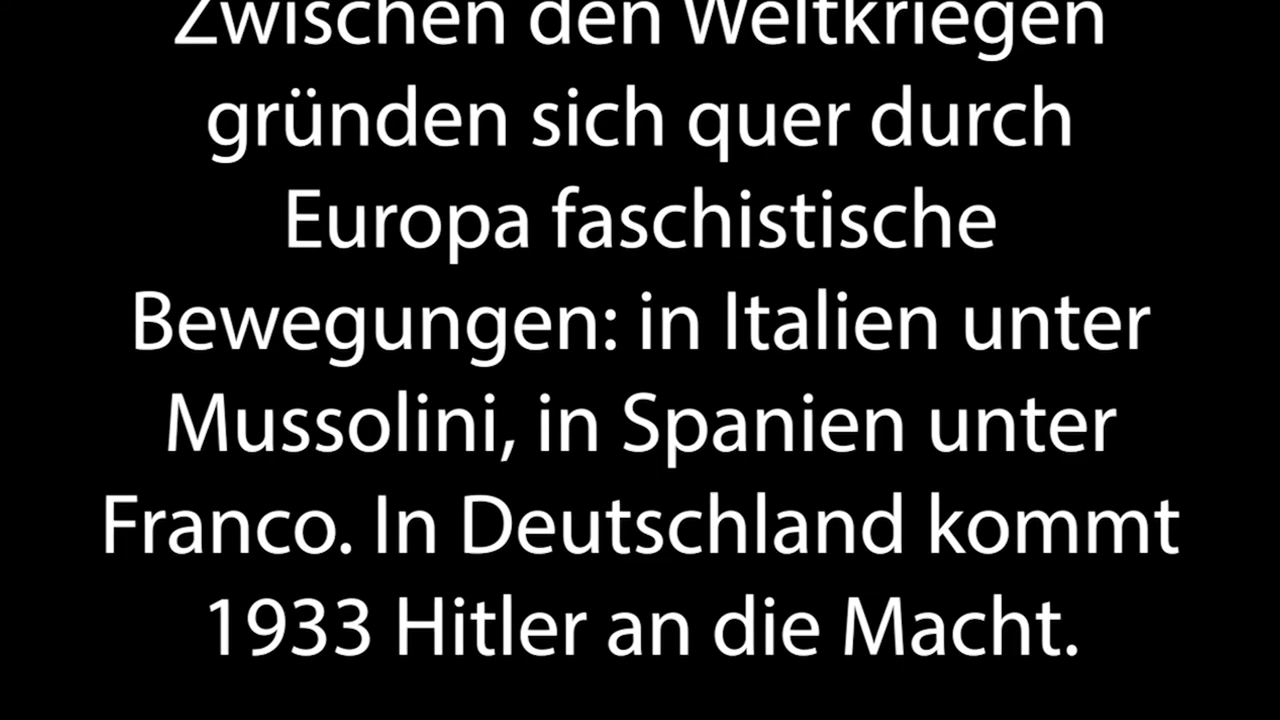 Zwischen den Weltkriegen
gründen sich quer durch
Europa faschistische
Bewegungen: in Italien unter
Mussolini, in Spanien unter
Franco. In Deutschland kommt
1933 Hitler an die Macht.